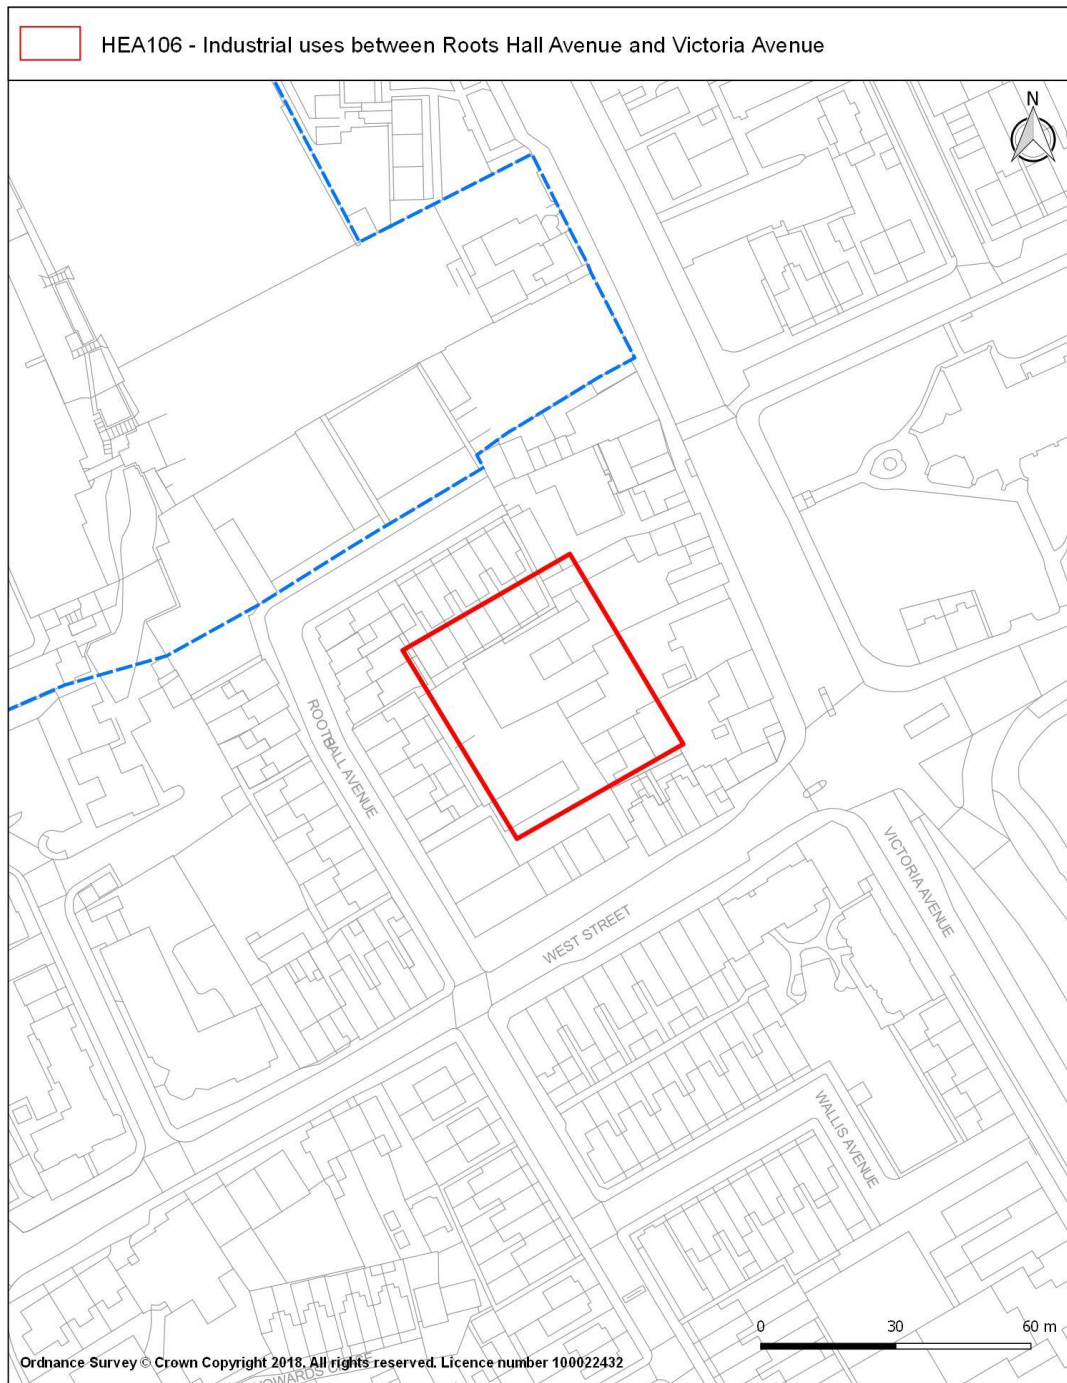 HEA106 - Industrial uses between Roots Hall Avenue and Victoria Avenue
N
ROOTBALL AVENUE
VICTORIA AVENUE
WEST STREET
WALLIS AVENUE
0 30 60 m
Ordnance Survey © Crown Copyright 2018. All rights reserved. Licence number 100022432